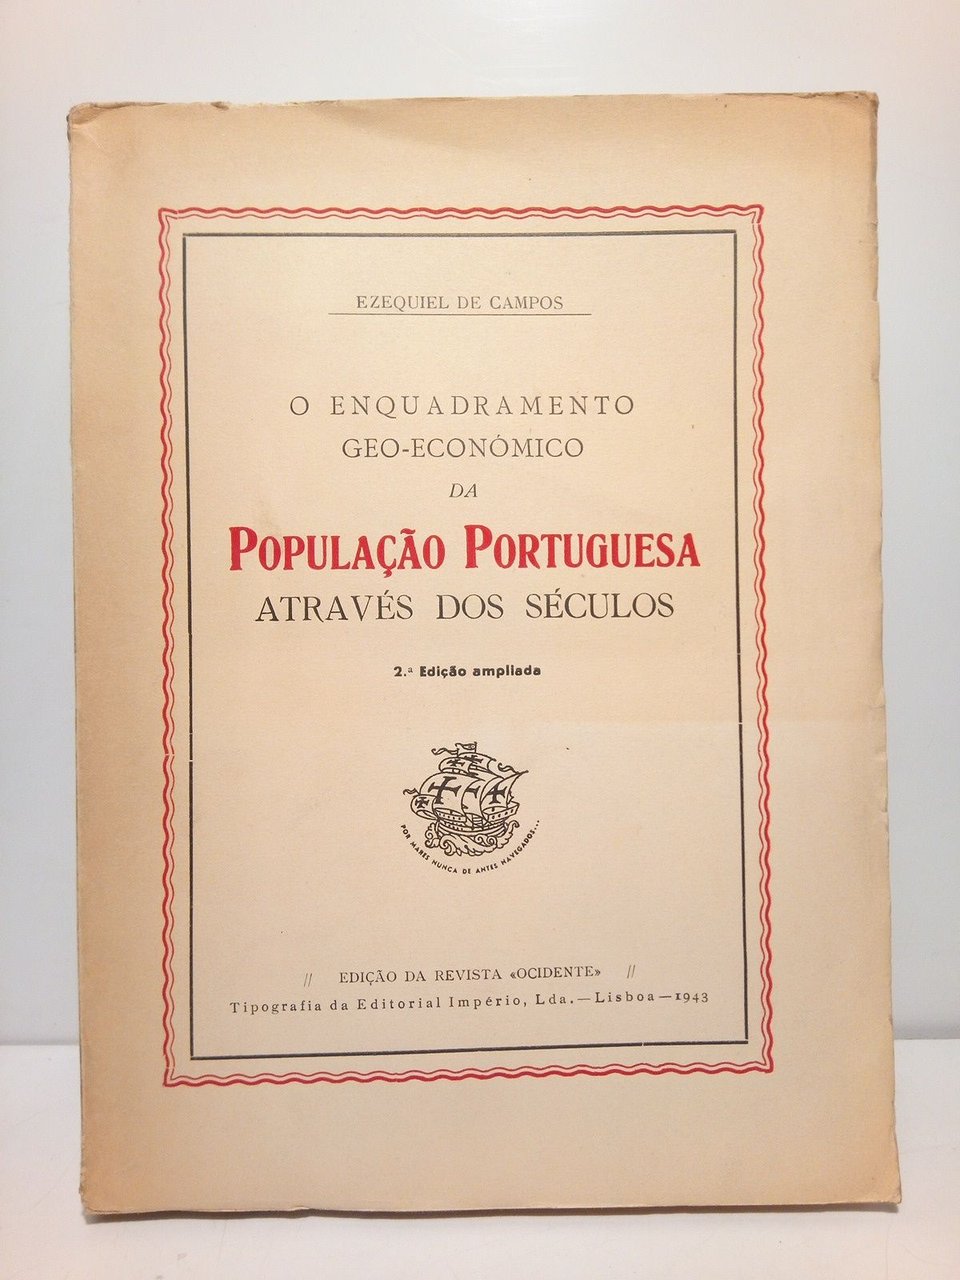 EZEQUIEL DE CAMPOS
O ENQUADRAMENTO
GEO-ECONÓMICO
DA
POPULAÇÃO PORTUGUESA
ATRAVÉS DOS SÉCULOS
2.ª Edição ampliada
POR MARES NUNCA DE ANTES NAVEGADOS...
// EDIÇÃO DA REVISTA «OCIDENTE» //
Tipografia da Editorial Império, Lda.—Lisboa—1943